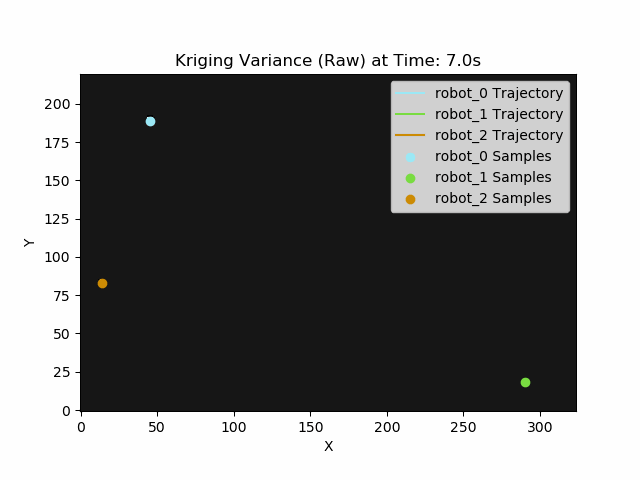 Kriging Variance (Raw) at Time: 7.0s
robot_0 Trajectory
robot_1 Trajectory
robot_2 Trajectory
robot_0 Samples
robot_1 Samples
robot_2 Samples
200
175
150
125
100
75
50
25
0
Y
0 50 100 150 200 250 300
X